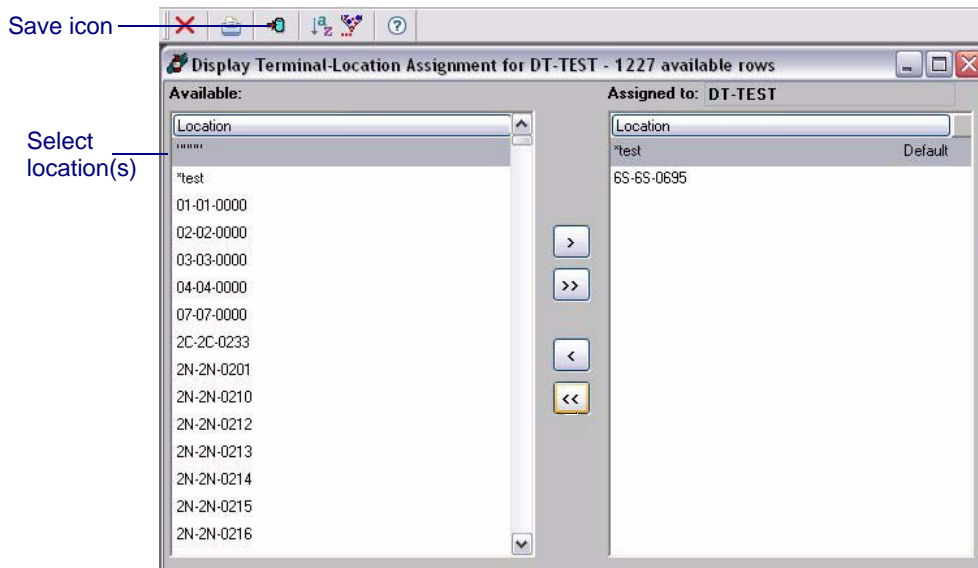 Save icon
Display Terminal-Location Assignment for DT-TEST - 1227 available rows
Available:
Assigned to: DT-TEST
Select
location(s)
Location
""""
*test
01-01-0000
02-02-0000
03-03-0000
04-04-0000
07-07-0000
2C-2C-0233
2N-2N-0201
2N-2N-0210
2N-2N-0212
2N-2N-0213
2N-2N-0214
2N-2N-0215
2N-2N-0216
>
>>
<
<<
Location
*test Default
6S-6S-0695